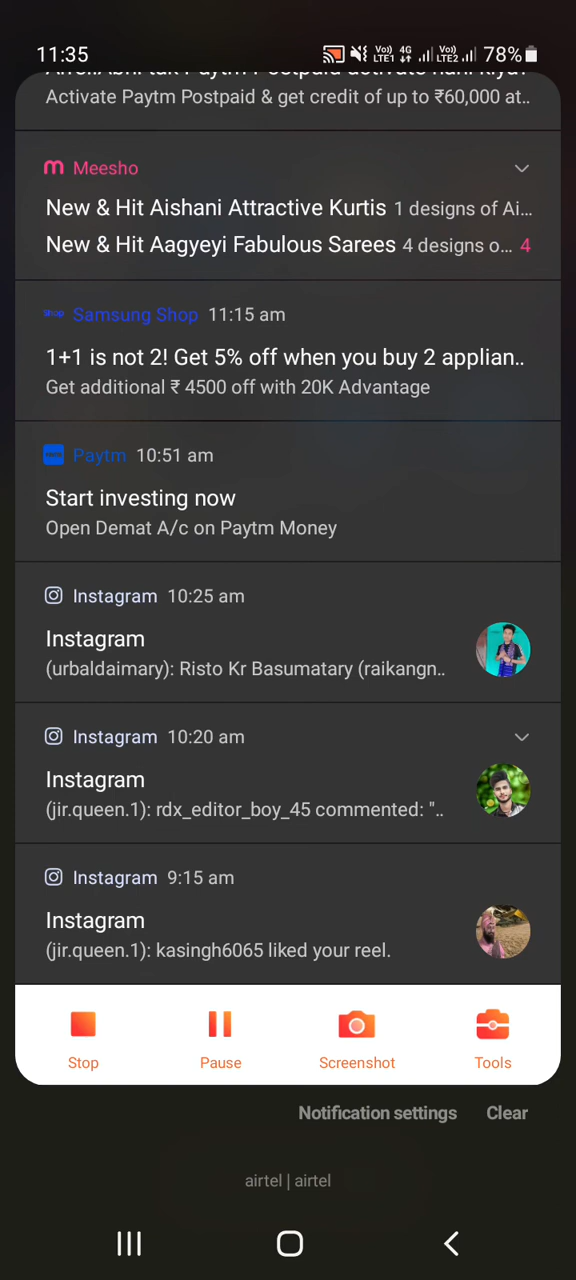 11:35
Vo)) LTE1 4G Vo)) LTE2 78%
Activate Paytm Postpaid & get credit of up to ₹60,000 at..
Meesho
New & Hit Aishani Attractive Kurtis 1 designs of Ai...
New & Hit Aagyeyi Fabulous Sarees 4 designs o... 4
Samsung Shop 11:15 am
1+1 is not 2! Get 5% off when you buy 2 applian..
Get additional ₹ 4500 off with 20K Advantage
Paytm 10:51 am
Start investing now
Open Demat A/c on Paytm Money
Instagram 10:25 am
Instagram
(urbaldaimary): Risto Kr Basumatary (raikangn..
Instagram 10:20 am
Instagram
(jir.queen.1): rdx_editor_boy_45 commented: "..
Instagram 9:15 am
Instagram
(jir.queen.1): kasingh6065 liked your reel.
Stop Pause Screenshot Tools
Notification settings Clear
airtel | airtel